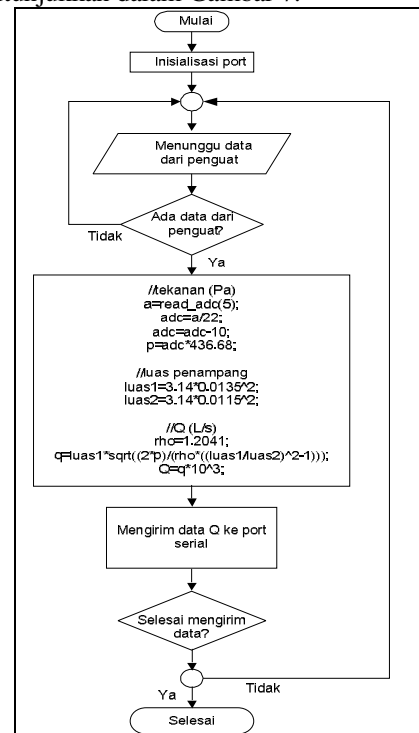 Mulai
Inisialisasi port
Menunggu data
dari penguat
Ada data dari
penguat?
Tidak
Ya
//tekanan (Pa)
a=read_adc(5);
adc=a/22;
adc=adc-10;
p=adc*436.68;
//luas penampang
luas1=3.14*0.0135^2;
luas2=3.14*0.0115^2;
//Q (L/s)
rho=1.2041;
q=luas1*sqrt((2*p)/(rho*((luas1/luas2)^2-1)));
Q=q*10^3;
Mengirim data Q ke port
serial
Selesai mengirim
data?
Ya
Tidak
Selesai